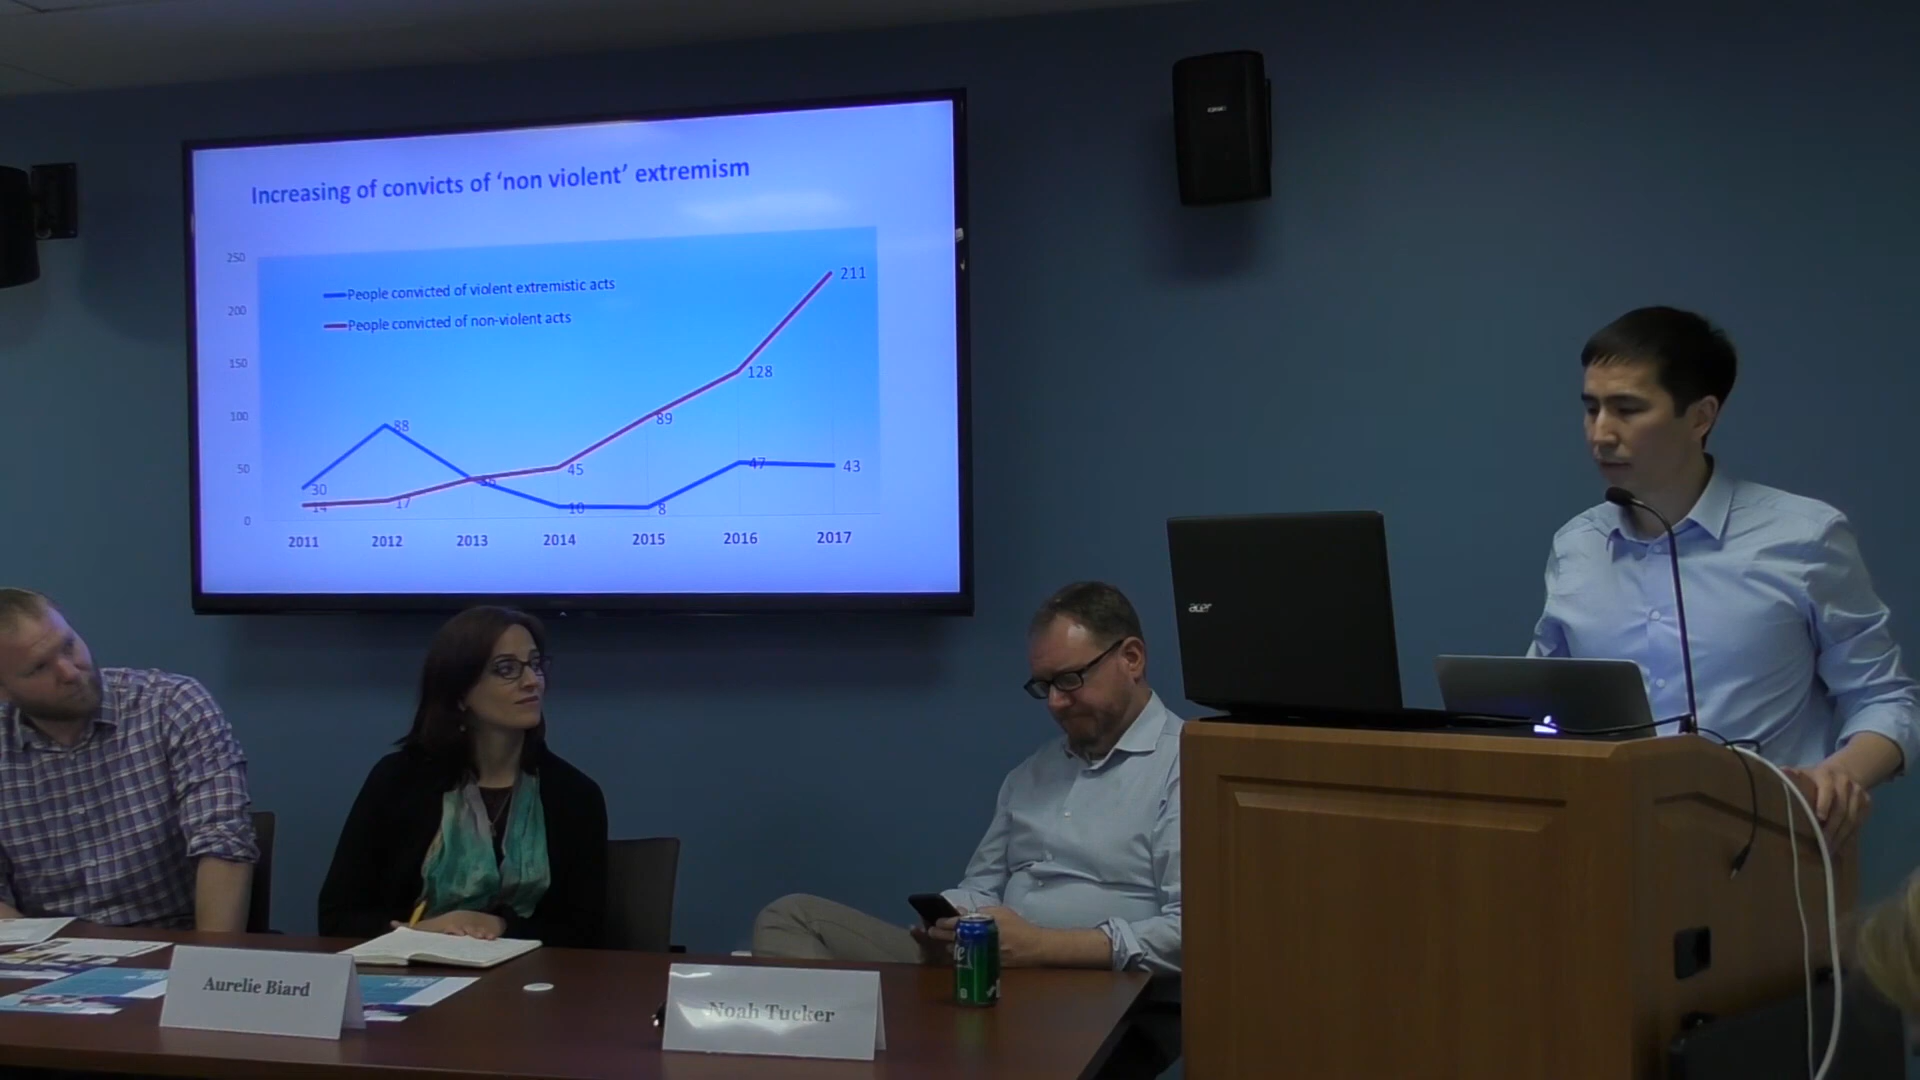 Increasing of convicts of 'non violent' extremism
250
200
150
100
50
0
People convicted of violent extremistic acts
People convicted of non-violent acts
211
128
89
88
45
47
43
30
14
17
10
8
2011 2012 2013 2014 2015 2016 2017
acer
Aurelie Biard
Noah Tucker